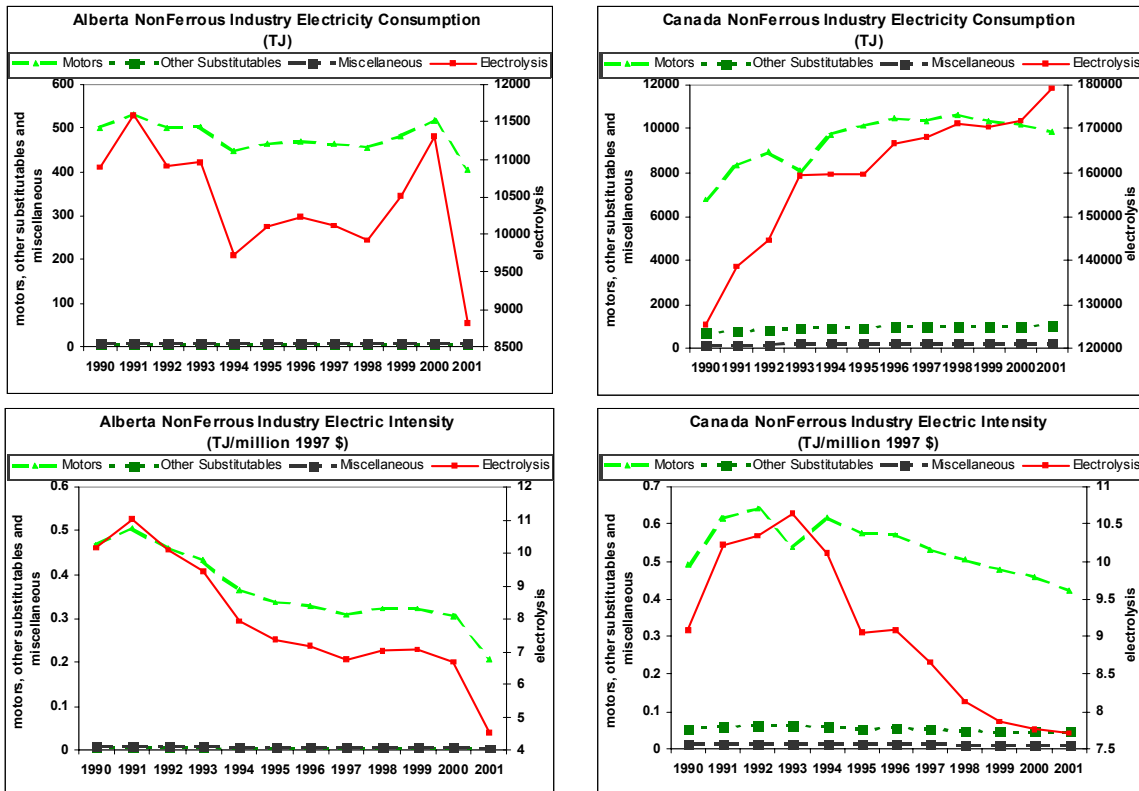 Alberta NonFerrous Industry Electricity Consumption
(TJ)
Motors Other Substitutables Miscellaneous Electrolysis
600
500
400
300
200
100
0
motors, other substitutables and
miscellaneous
12000
11500
11000
10500
10000
9500
9000
8500
electrolysis
1990 1991 1992 1993 1994 1995 1996 1997 1998 1999 2000 2001
Canada NonFerrous Industry Electricity Consumption
(TJ)
Motors Other Substitutables Miscellaneous Electrolysis
12000
10000
8000
6000
4000
2000
0
motors, other substitutables and
miscellaneous
180000
170000
160000
150000
140000
130000
120000
electrolysis
1990 1991 1992 1993 1994 1995 1996 1997 1998 1999 2000 2001
Alberta NonFerrous Industry Electric Intensity
(TJ/million 1997 $)
Motors Other Substitutables Miscellaneous Electrolysis
0.6
0.5
0.4
0.3
0.2
0.1
0
motors, other substitutables and
miscellaneous
12
11
10
9
8
7
6
5
4
electrolysis
1990 1991 1992 1993 1994 1995 1996 1997 1998 1999 2000 2001
Canada NonFerrous Industry Electric Intensity
(TJ/million 1997 $)
Motors Other Substitutables Miscellaneous Electrolysis
0.7
0.6
0.5
0.4
0.3
0.2
0.1
0
motors, other substitutables and
miscellaneous
11
10.5
10
9.5
9
8.5
8
7.5
electrolysis
1990 1991 1992 1993 1994 1995 1996 1997 1998 1999 2000 2001